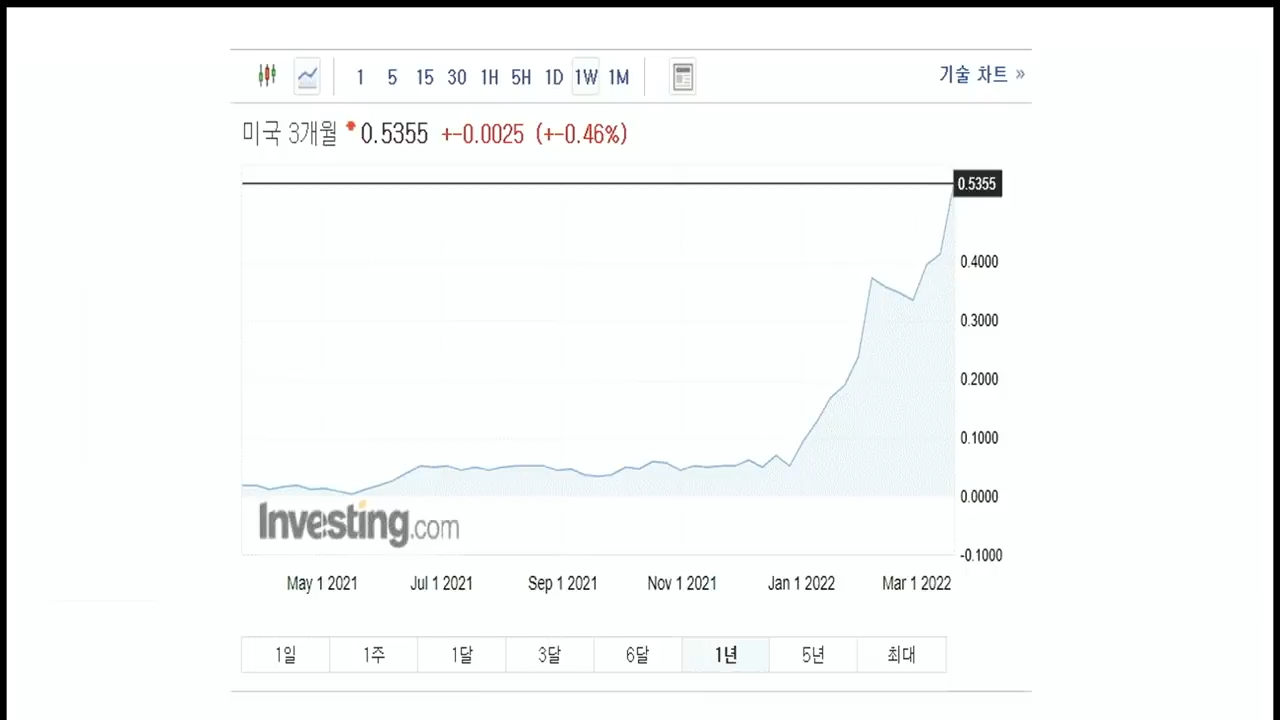 1 5 15 30 1H 5H 1D 1W 1M 기술 차트 »
미국 3개월 0.5355 +-0.0025 (+-0.46%)
0.5355
0.4000
0.3000
0.2000
0.1000
0.0000
-0.1000
Investing.com
May 1 2021 Jul 1 2021 Sep 1 2021 Nov 1 2021 Jan 1 2022 Mar 1 2022
1일 1주 1달 3달 6달 1년 5년 최대